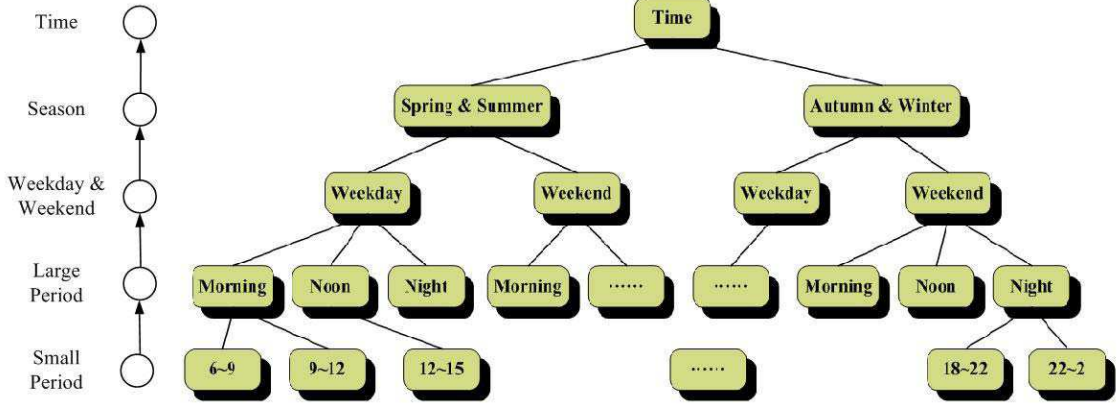 Time
Time
Season
Spring & Summer
Autumn & Winter
Weekday &
Weekend
Weekday
Weekend
Weekday
Weekend
Large
Period
Morning
Noon
Night
Morning
······
······
Morning
Noon
Night
Small
Period
6~9
9~12
12~15
······
18~22
22~2